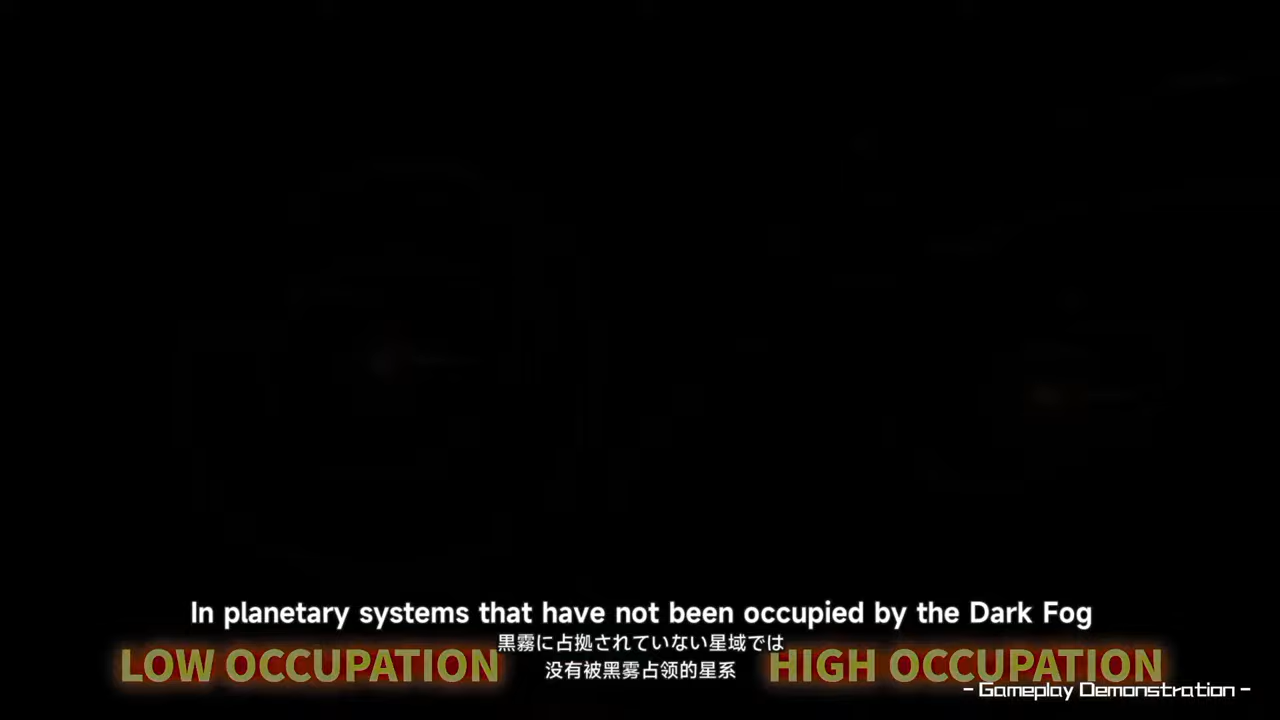 In planetary systems that have not been occupied by the Dark Fog
黒霧に占拠されていない星域では
没有被黑雾占领的星系
LOW OCCUPATION
HIGH OCCUPATION
- Gameplay Demonstration -